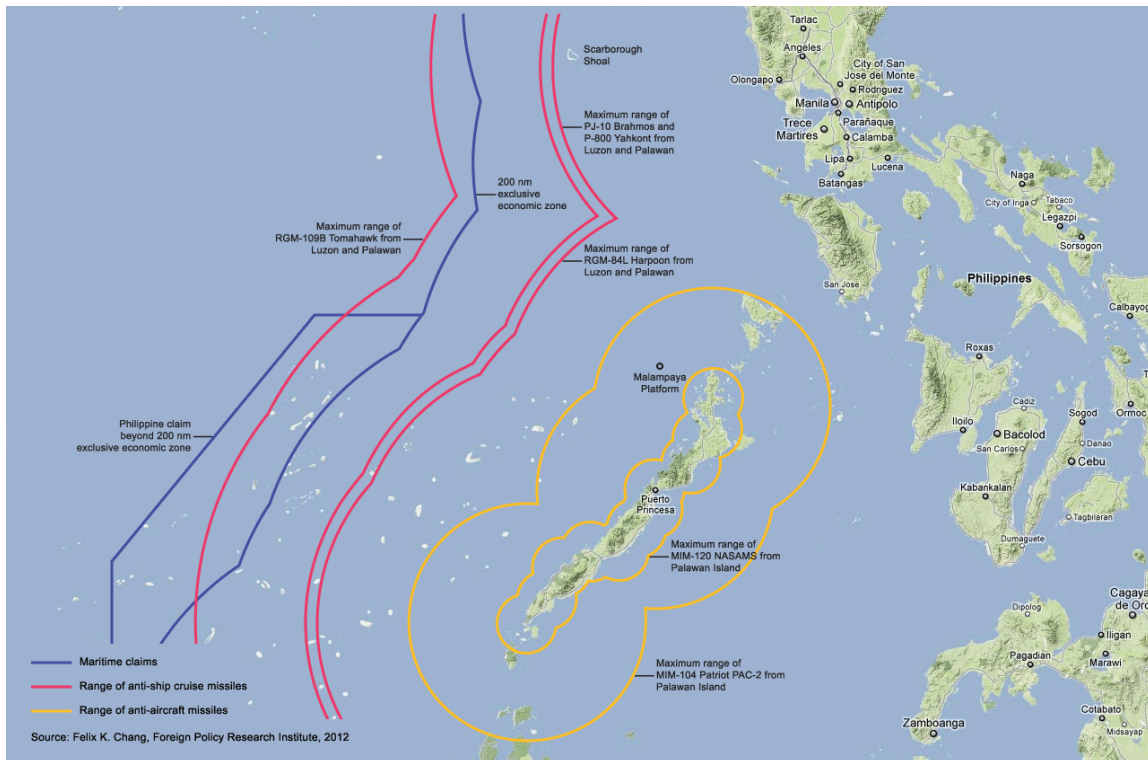 Tarlac
Angeles
Scarborough
Shoal
City of San
Jose del Monte
Olongapo
Rodriguez
Manila
Antipolo
Maximum range of
PJ-10 Brahmos and
P-800 Yahkont from
Luzon and Palawan
Trece
Martires
Parañaque
Calamba
Lipa
Lucena
Batangas
200 nm
exclusive
economic zone
Naga
City of Iriga
Tabaco
Legazpi
Sorsogon
Maximum range of
RGM-109B Tomahawk from
Luzon and Palawan
Maximum range of
RGM-84L Harpoon from
Luzon and Palawan
San Jose
Philippines
Calbayog
Roxas
Malampaya
Platform
Philippine claim
beyond 200 nm
exclusive economic zone
Iloilo
Cadiz
Bacolod
San Carlos
Sogod
Ormoc
Danao
Cebu
Puerto
Princesa
Kabankalan
Tagbilaran
Dumaguete
Maximum range of
MIM-120 NASAMS from
Palawan Island
Cagaya
de Oro
Dipolog
Iligan
Pagadian
Marawi
Maritime claims
Range of anti-ship cruise missiles
Range of anti-aircraft missiles
Maximum range of
MIM-104 Patriot PAC-2 from
Palawan Island
Cotabato
Midsayap
Zamboanga
Source: Felix K. Chang, Foreign Policy Research Institute, 2012